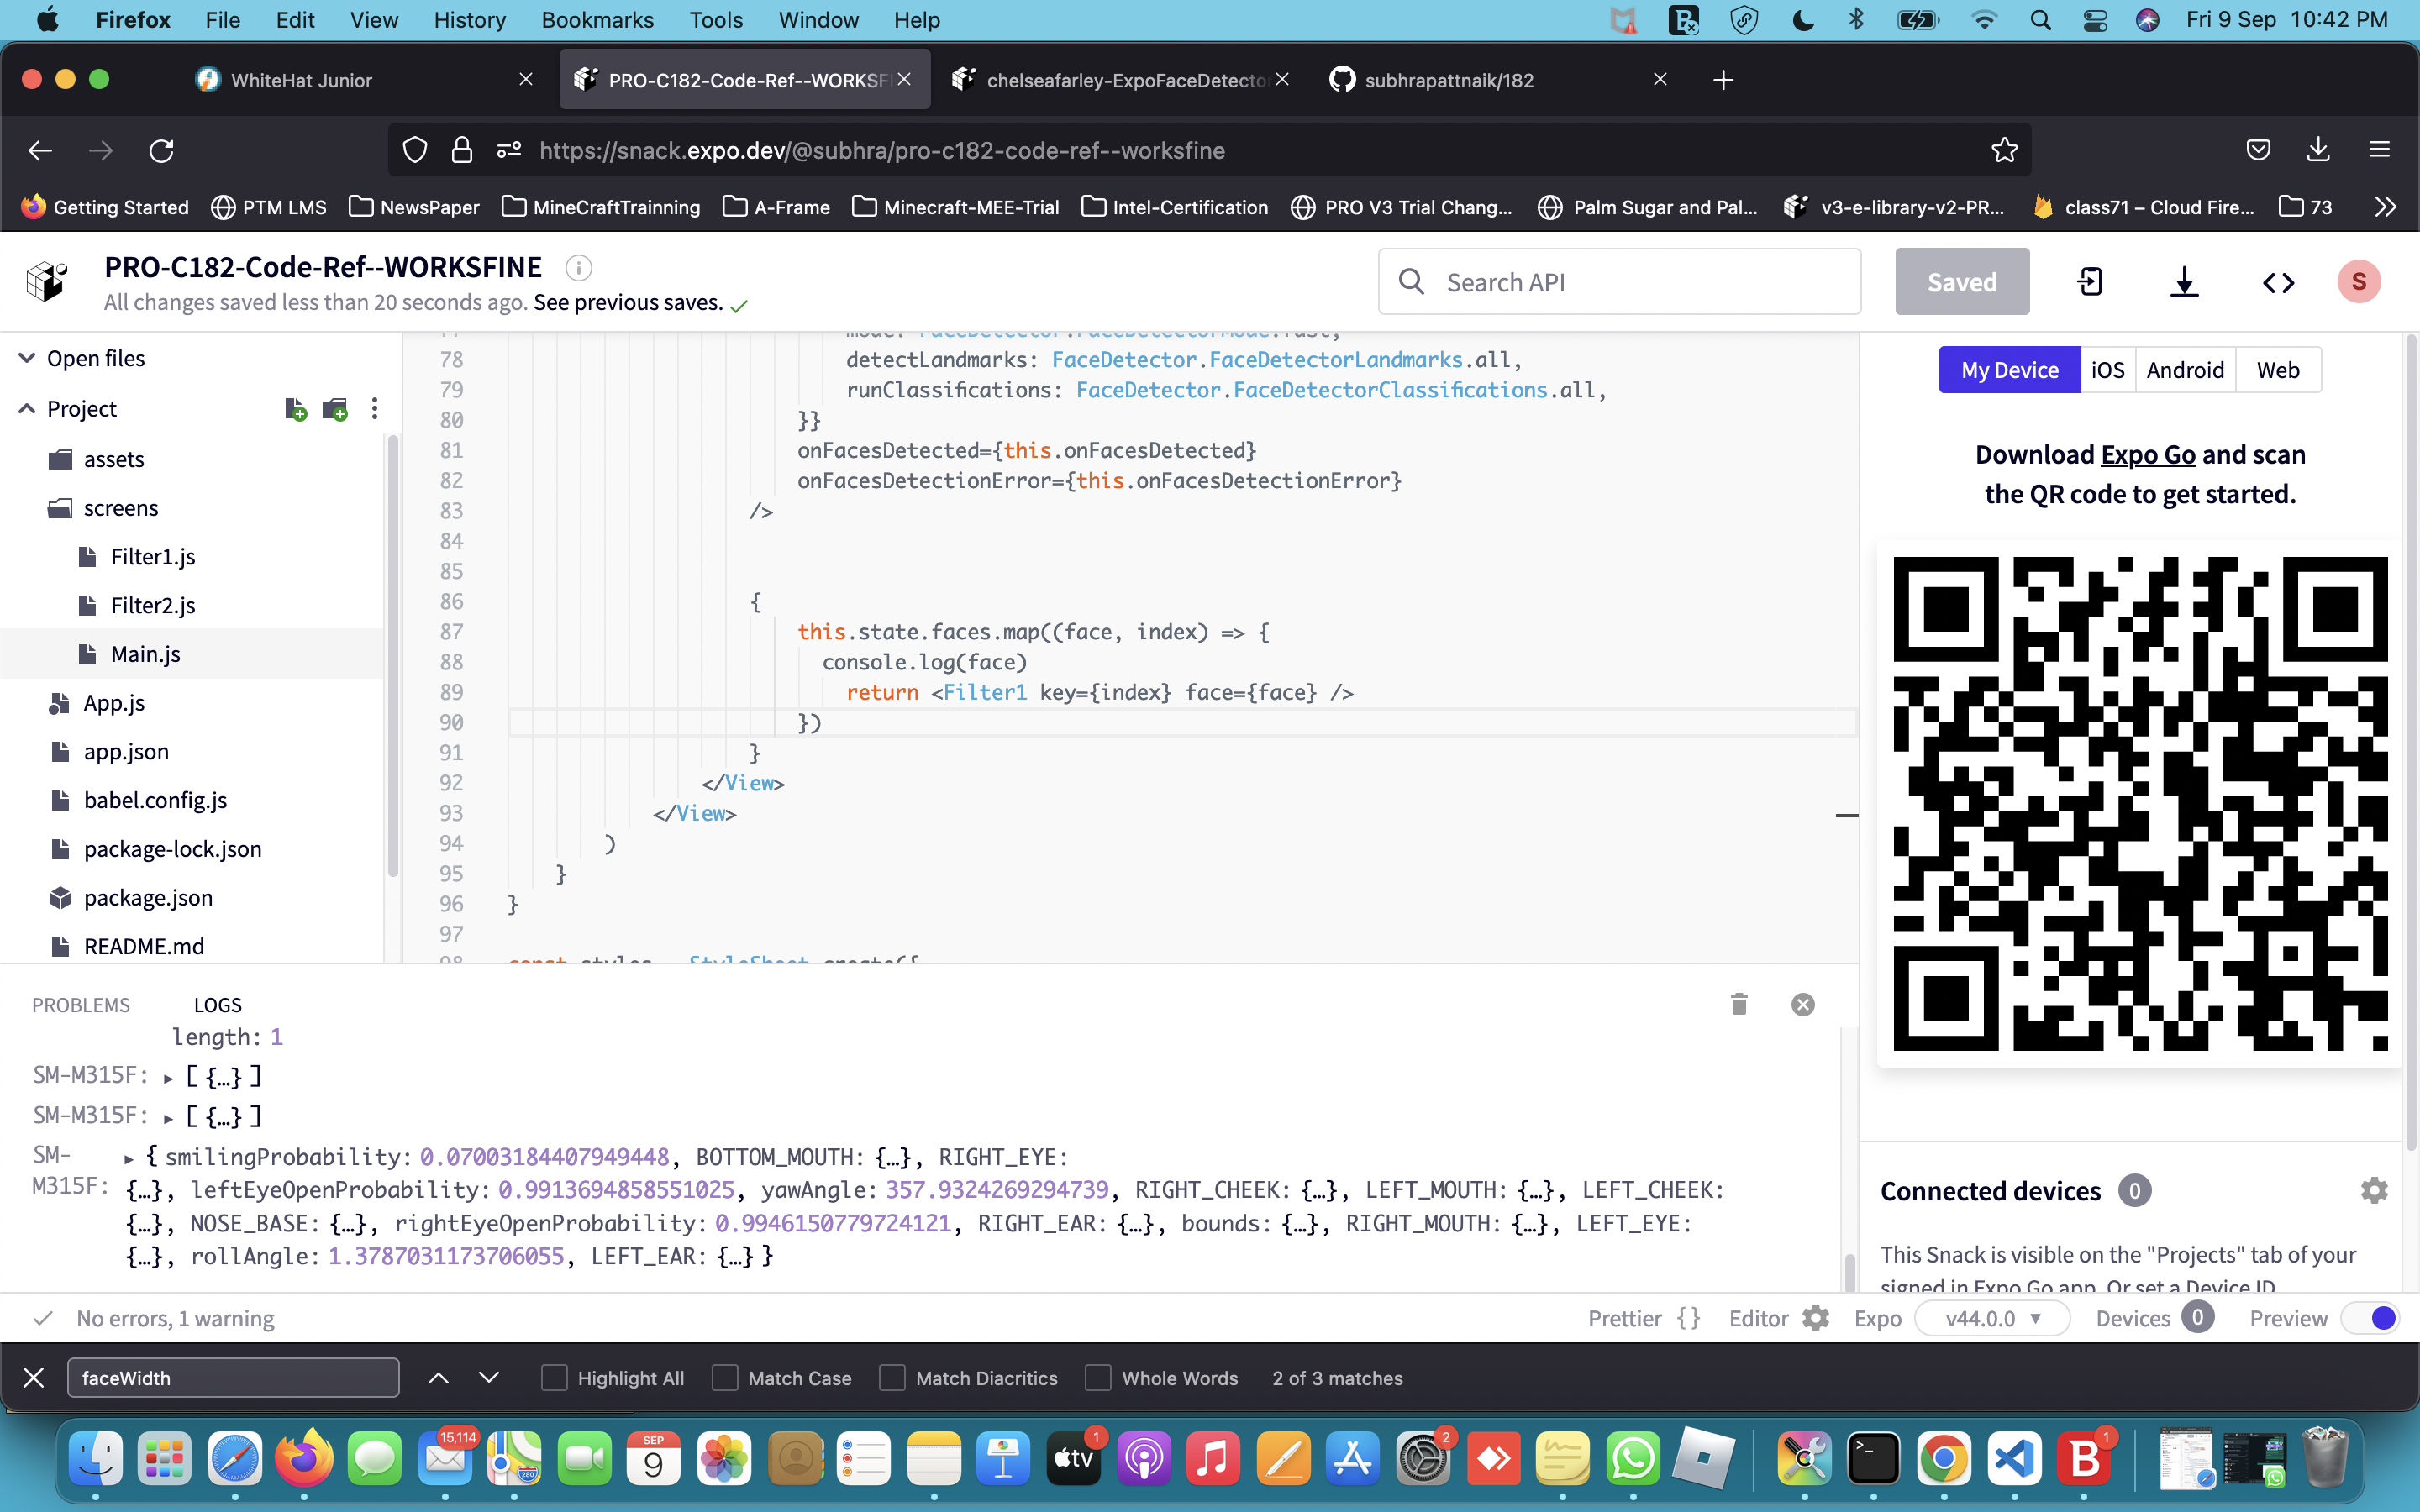 Firefox File Edit View History Bookmarks Tools Window Help Fri 9 Sep 10:42 PM
WhiteHat Junior PRO-C182-Code-Ref--WORKSF chelseafarley-ExpoFaceDetecto subhrapattnaik/182
https://snack.expo.dev/@subhra/pro-c182-code-ref--worksfine
Getting Started PTM LMS NewsPaper MineCraftTrainning A-Frame Minecraft-MEE-Trial Intel-Certification PRO V3 Trial Chang... Palm Sugar and Pal... v3-e-library-v2-PR... class71 – Cloud Fire... 73
PRO-C182-Code-Ref--WORKSFINE
All changes saved less than 20 seconds ago. See previous saves.
Search API
Saved
S
Open files
Project
assets
screens
Filter1.js
Filter2.js
Main.js
App.js
app.json
babel.config.js
package-lock.json
package.json
README.md
77 mode: FaceDetector.FaceDetectorMode.fast,
78 detectLandmarks: FaceDetector.FaceDetectorLandmarks.all,
79 runClassifications: FaceDetector.FaceDetectorClassifications.all,
80 }}
81 onFacesDetected={this.onFacesDetected}
82 onFacesDetectionError={this.onFacesDetectionError}
83 />
84
85
86 {
87 this.state.faces.map((face, index) => {
88 console.log(face)
89 return <Filter1 key={index} face={face} />
90 })
91 }
92 </View>
93 </View>
94 )
95 }
96 }
97
98 const styles = StyleSheet.create({
My Device iOS Android Web
Download Expo Go and scan
the QR code to get started.
Connected devices 0
This Snack is visible on the "Projects" tab of your
signed in Expo Go app. Or set a Device ID
PROBLEMS LOGS
length: 1
SM-M315F: ▸ [ {…} ]
SM-M315F: ▸ [ {…} ]
SM-
M315F:
▸ { smilingProbability: 0.07003184407949448, BOTTOM_MOUTH: {…}, RIGHT_EYE:
{…}, leftEyeOpenProbability: 0.9913694858551025, yawAngle: 357.9324269294739, RIGHT_CHEEK: {…}, LEFT_MOUTH: {…}, LEFT_CHEEK:
{…}, NOSE_BASE: {…}, rightEyeOpenProbability: 0.9946150779724121, RIGHT_EAR: {…}, bounds: {…}, RIGHT_MOUTH: {…}, LEFT_EYE:
{…}, rollAngle: 1.3787031173706055, LEFT_EAR: {…} }
No errors, 1 warning
Prettier { } Editor Expo v44.0.0 Devices 0 Preview
faceWidth Highlight All Match Case Match Diacritics Whole Words 2 of 3 matches
15,114 280 SEP 9 tv 1 2 B 1